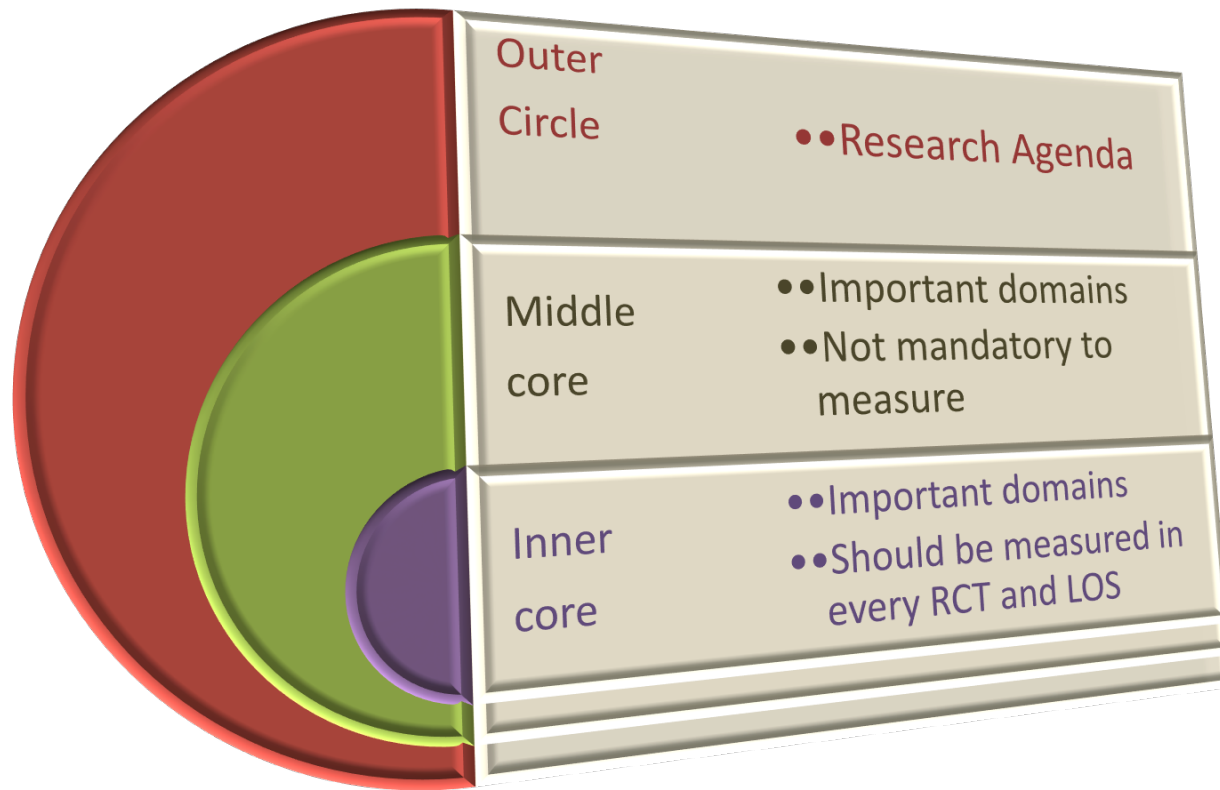 Outer
Circle
••Research Agenda
Middle
core
••Important domains
••Not mandatory to
measure
Inner
core
••Important domains
••Should be measured in
every RCT and LOS